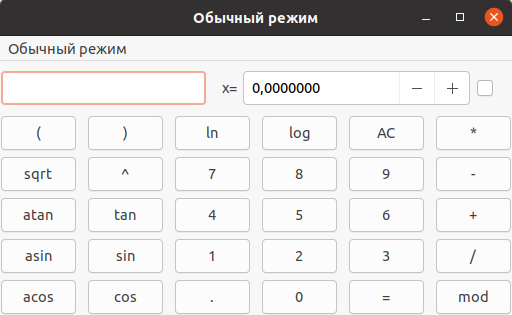 Обычный режим
Обычный режим
x= 0,0000000 − +
( ) ln log AC *
sqrt ^ 7 8 9 -
atan tan 4 5 6 +
asin sin 1 2 3 /
acos cos . 0 = mod